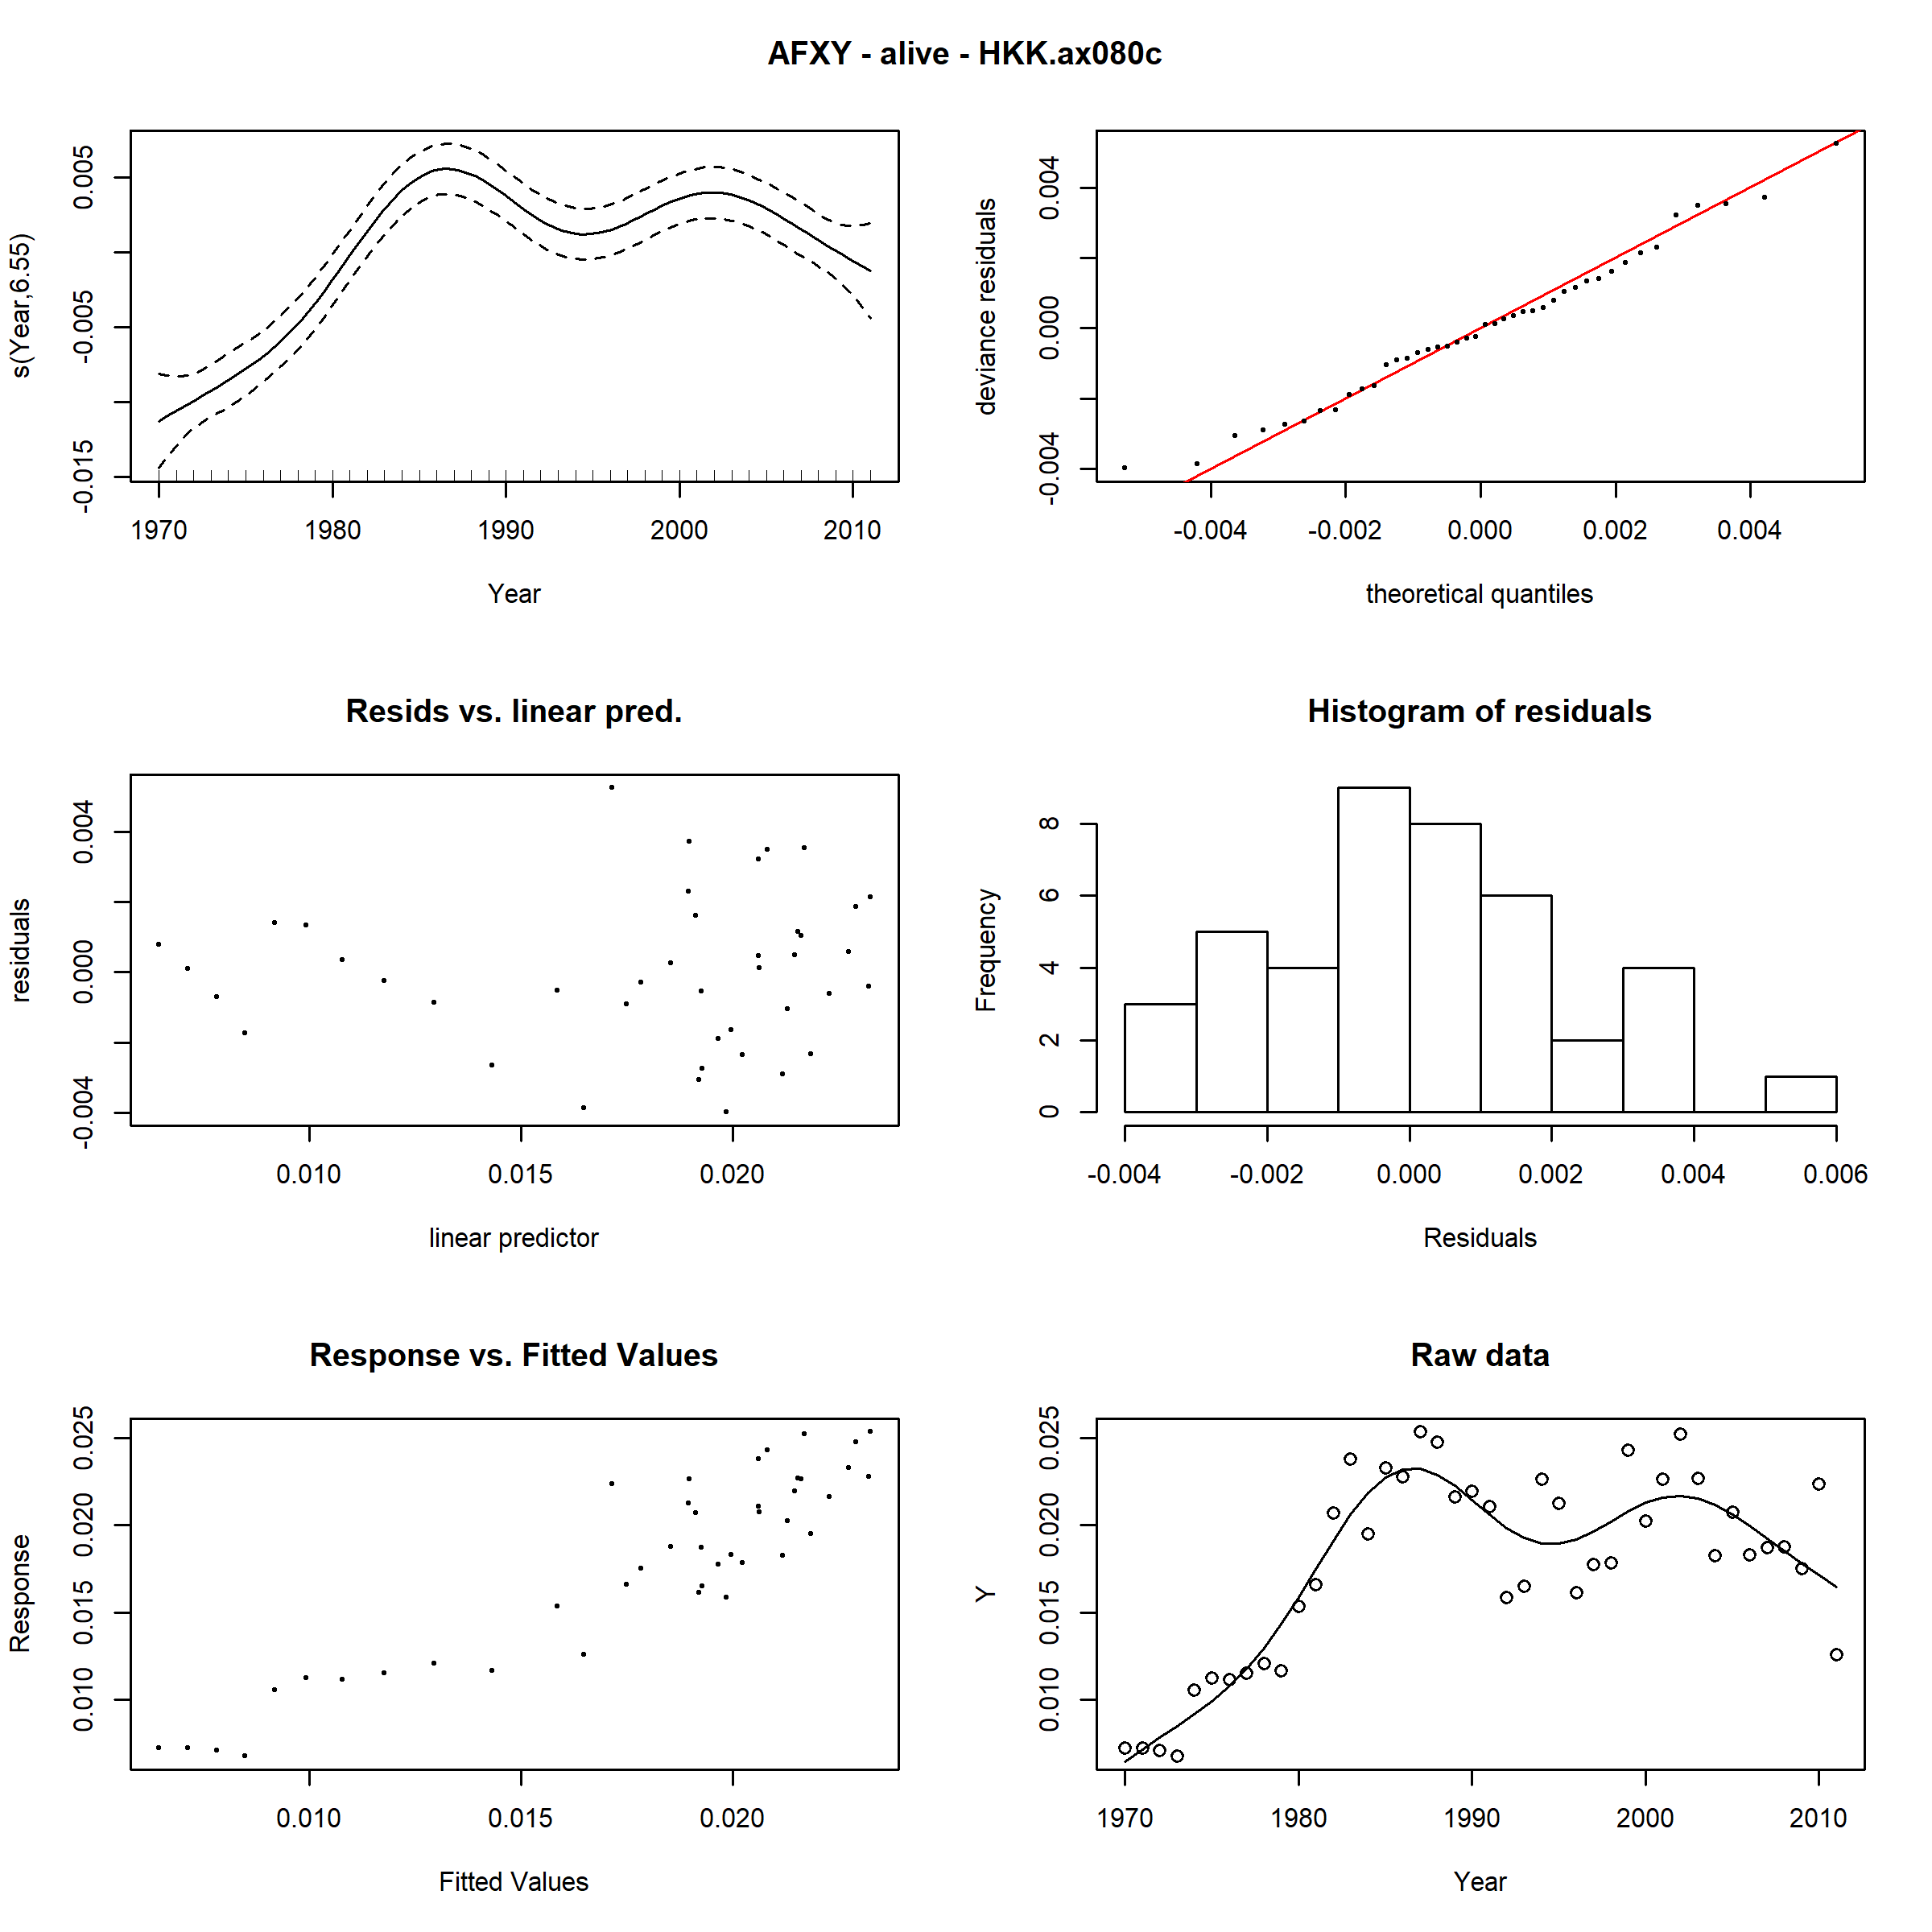 AFXY - alive - HKK.ax080c
s(Year,6.55)
-0.015
-0.005
0.005
1970 1980 1990 2000 2010
Year
deviance residuals
-0.004
0.000
0.004
-0.004 -0.002 0.000 0.002 0.004
theoretical quantiles
Resids vs. linear pred.
residuals
-0.004
0.000
0.004
0.010 0.015 0.020
linear predictor
Histogram of residuals
Frequency
0
2
4
6
8
-0.004 -0.002 0.000 0.002 0.004 0.006
Residuals
Response vs. Fitted Values
Response
0.010
0.015
0.020
0.025
0.010 0.015 0.020
Fitted Values
Raw data
Y
0.010
0.015
0.020
0.025
1970 1980 1990 2000 2010
Year